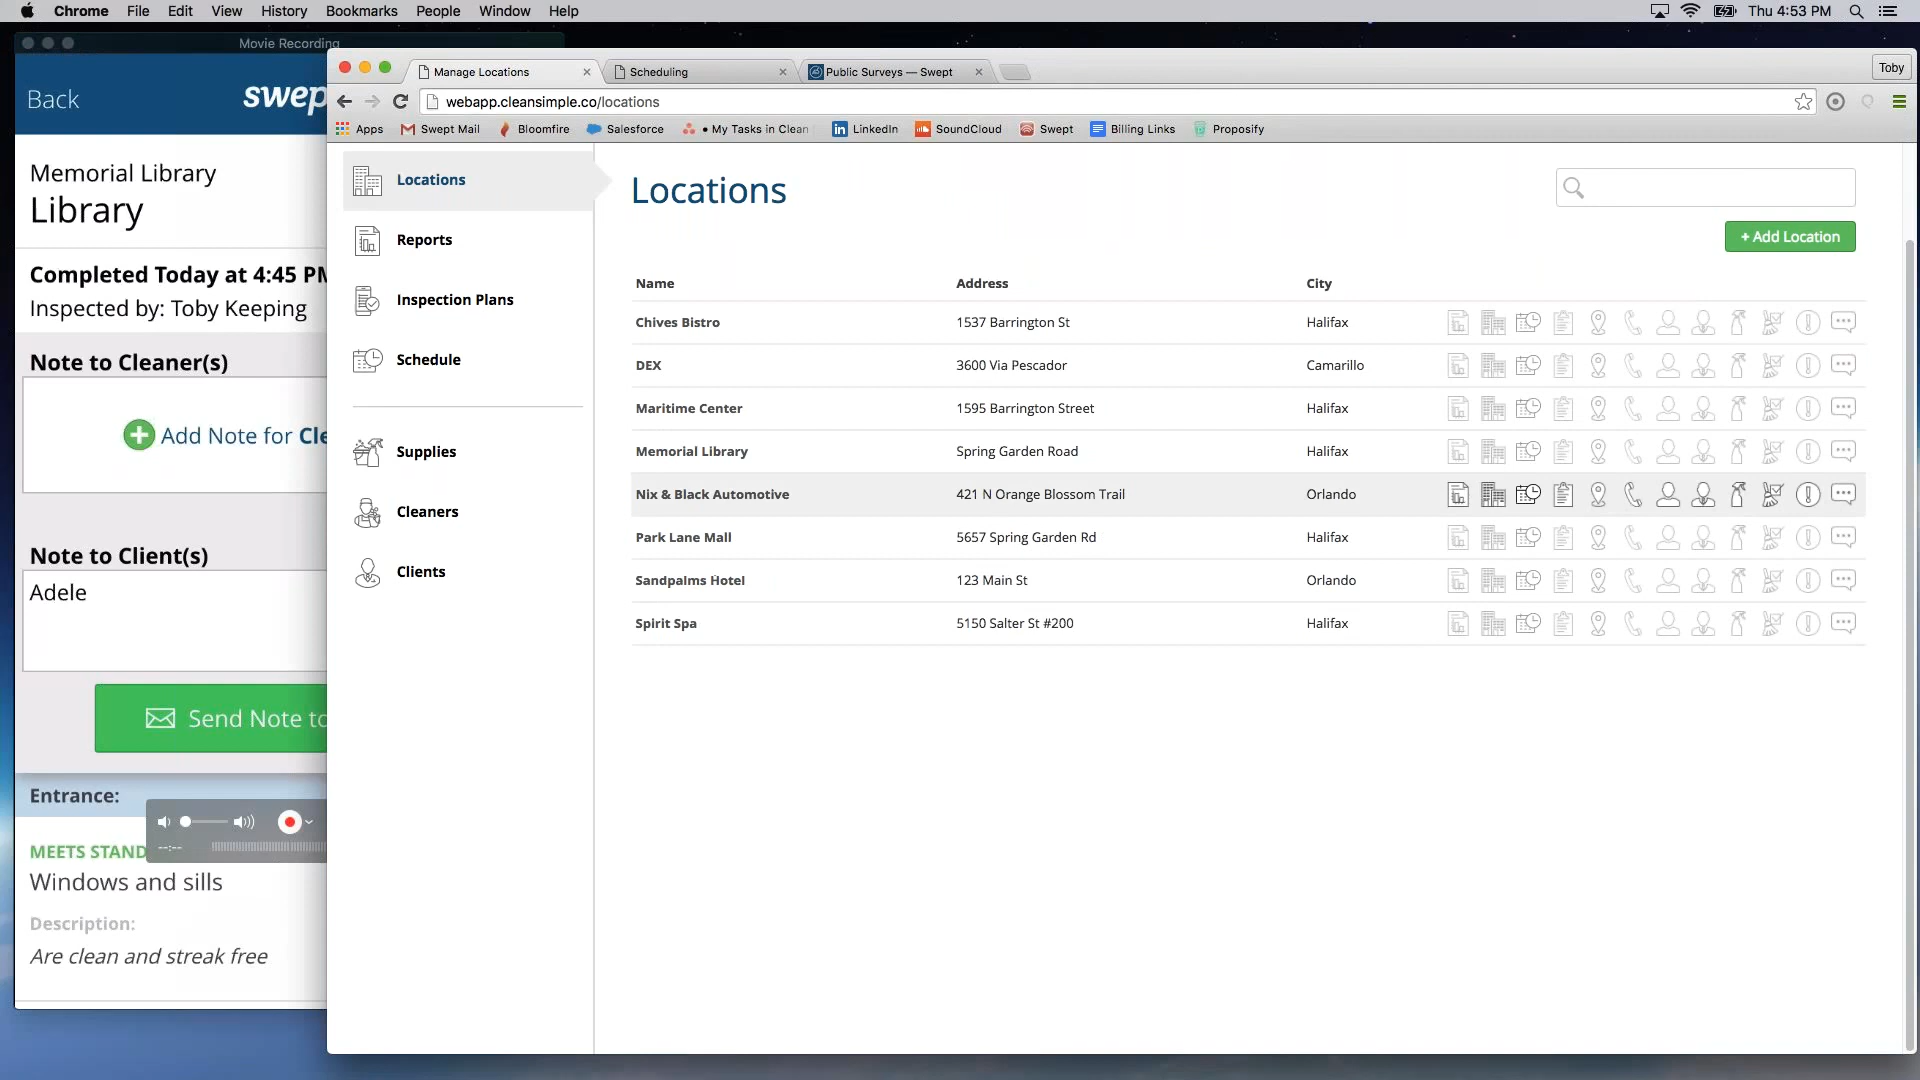 Chrome File Edit View History Bookmarks People Window Help Thu 4:53 PM
Movie Recording
Back swep
Memorial Library
Library
Completed Today at 4:45 PM
Inspected by: Toby Keeping
Note to Cleaner(s)
Add Note for Cle
Note to Client(s)
Adele
Send Note to
Entrance:
--:--
MEETS STAND
Windows and sills
Description:
Are clean and streak free
Manage Locations Scheduling Public Surveys — Swept Toby
webapp.cleansimple.co/locations
Apps Swept Mail Bloomfire Salesforce • My Tasks in Clean LinkedIn SoundCloud Swept Billing Links Proposify
Locations
Reports
Inspection Plans
Schedule
Supplies
Cleaners
Clients
Locations
+ Add Location
Name Address City
Chives Bistro 1537 Barrington St Halifax
DEX 3600 Via Pescador Camarillo
Maritime Center 1595 Barrington Street Halifax
Memorial Library Spring Garden Road Halifax
Nix & Black Automotive 421 N Orange Blossom Trail Orlando
Park Lane Mall 5657 Spring Garden Rd Halifax
Sandpalms Hotel 123 Main St Orlando
Spirit Spa 5150 Salter St #200 Halifax